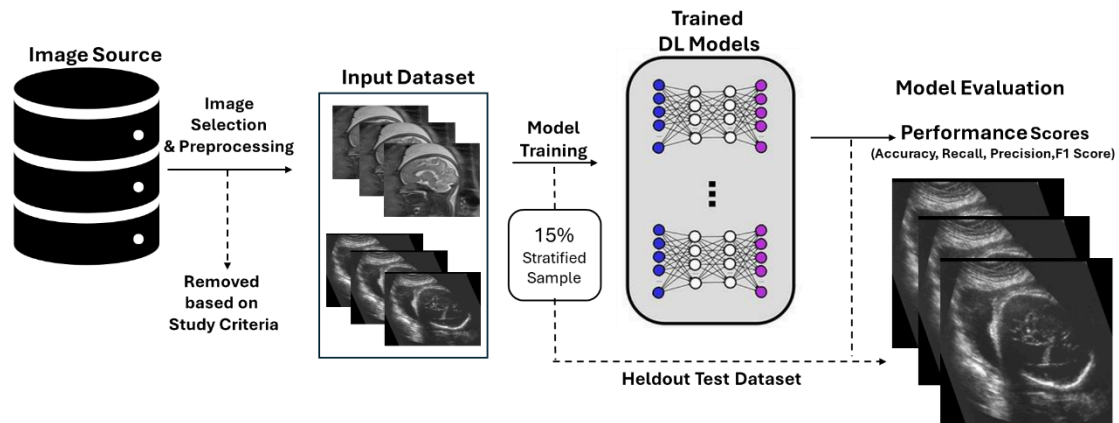 Image Source
Image
Selection
& Preprocessing
Removed
based on
Study Criteria
Input Dataset
Model
Training
15%
Stratified
Sample
Trained
DL Models
Heldout Test Dataset
Model Evaluation
Performance Scores
(Accuracy, Recall, Precision,F1 Score)